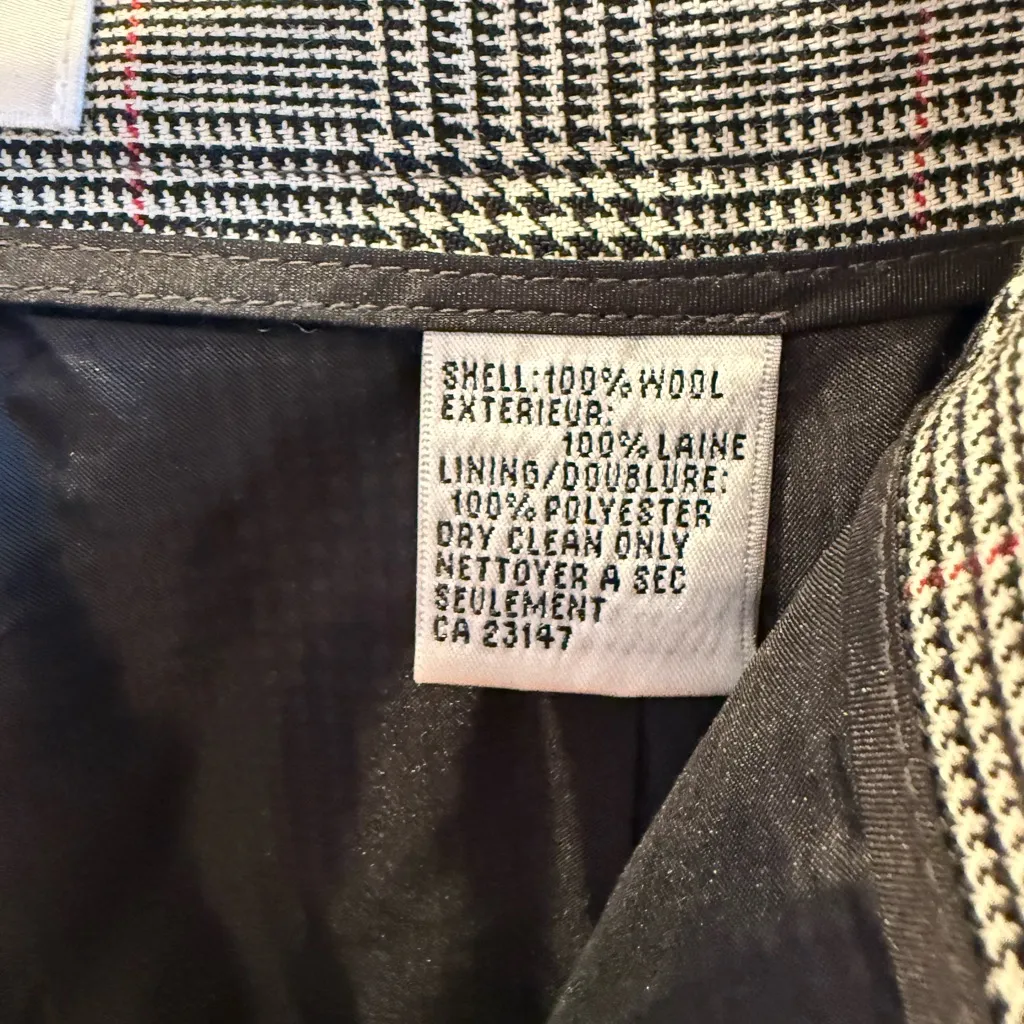 SHELL:100% WOOL
EXTERIEUR:
100% LAINE
LINING/DOUBLURE:
100% POLYESTER
DRY CLEAN ONLY
NETTOYER A SEC
SEULEMENT
CA 23147